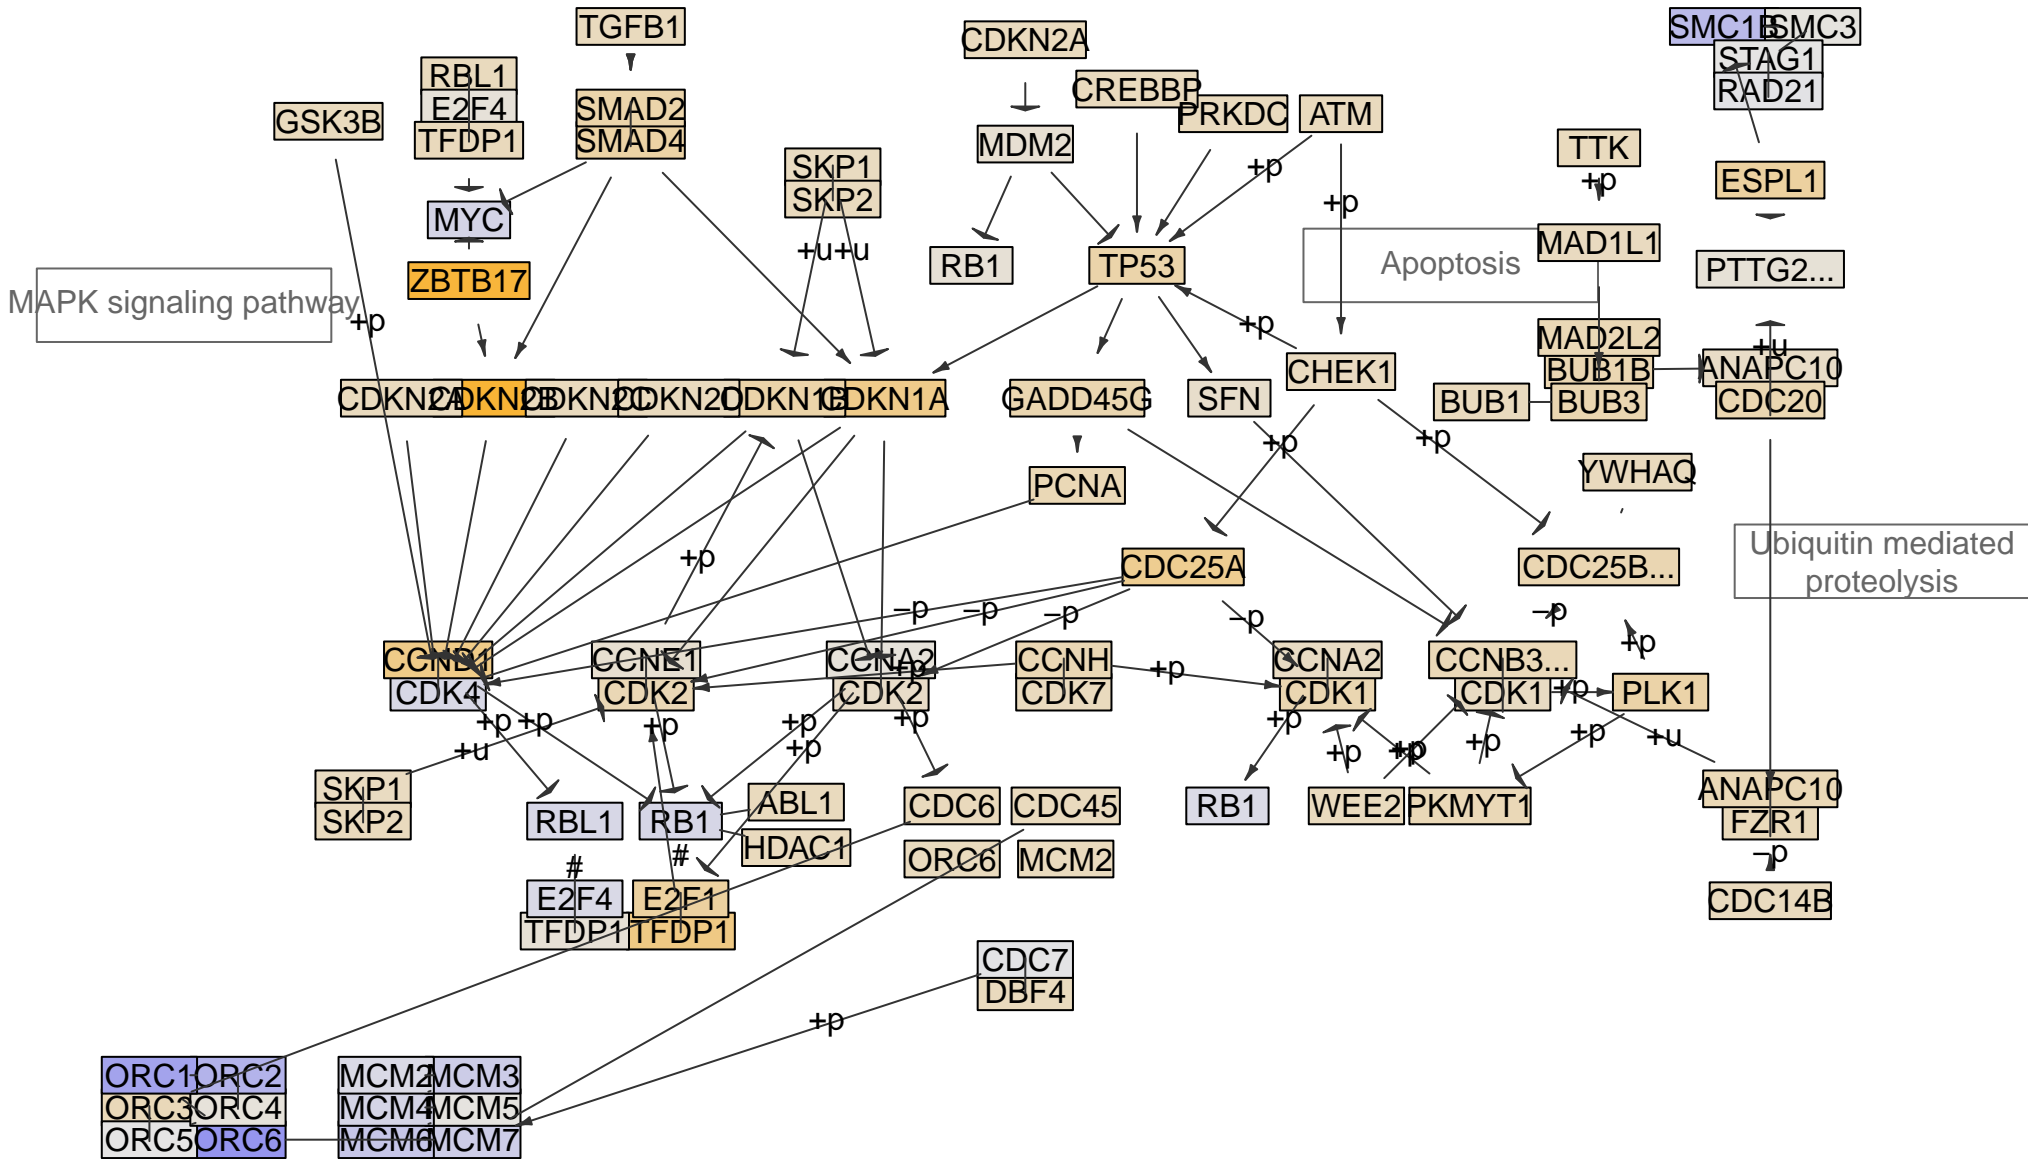 TGFB1
CDKN2A
SMC1B
SMC3
STAG1
RAD21
RBL1
E2F4
TFDP1
GSK3B
SMAD2
SMAD4
CREBBP
PRKDC
ATM
MDM2
TTK
+p
SKP1
SKP2
+p
+p
ESPL1
MYC
+u
+u
RB1
TP53
Apoptosis
MAD1L1
PTTG2...
ZBTB17
MAPK signaling pathway
+p
+p
MAD2L2
+u
BUB1B
ANAPC10
CHEK1
BUB1
BUB3
CDC20
CDKN2A
CDKN2B
CDKN2C
CDKN2D
CDKN1B
CDKN1A
GADD45G
SFN
+p
+p
YWHAQ
PCNA
+p
CDC25A
CDC25B...
Ubiquitin mediated
proteolysis
−p
−p
−p
−p
−p
+p
CCND1
CDK4
CCNE1
CDK2
CCNA2
CDK2
+p
CCNH
CDK7
+p
CCNA2
CDK1
CCNB3...
CDK1
+p
PLK1
+p
+p
+p
+p
+p
+p
+p
+p
+u
+p
+p
+p
+p
+p
+u
SKP1
SKP2
RBL1
RB1
ABL1
HDAC1
CDC6
CDC45
ORC6
MCM2
RB1
WEE2
PKMYT1
ANAPC10
FZR1
−p
CDC14B
#
#
E2F4
TFDP1
E2F1
TFDP1
CDC7
DBF4
+p
ORC1
ORC2
MCM2
MCM3
ORC3
ORC4
MCM4
MCM5
ORC5
ORC6
MCM6
MCM7